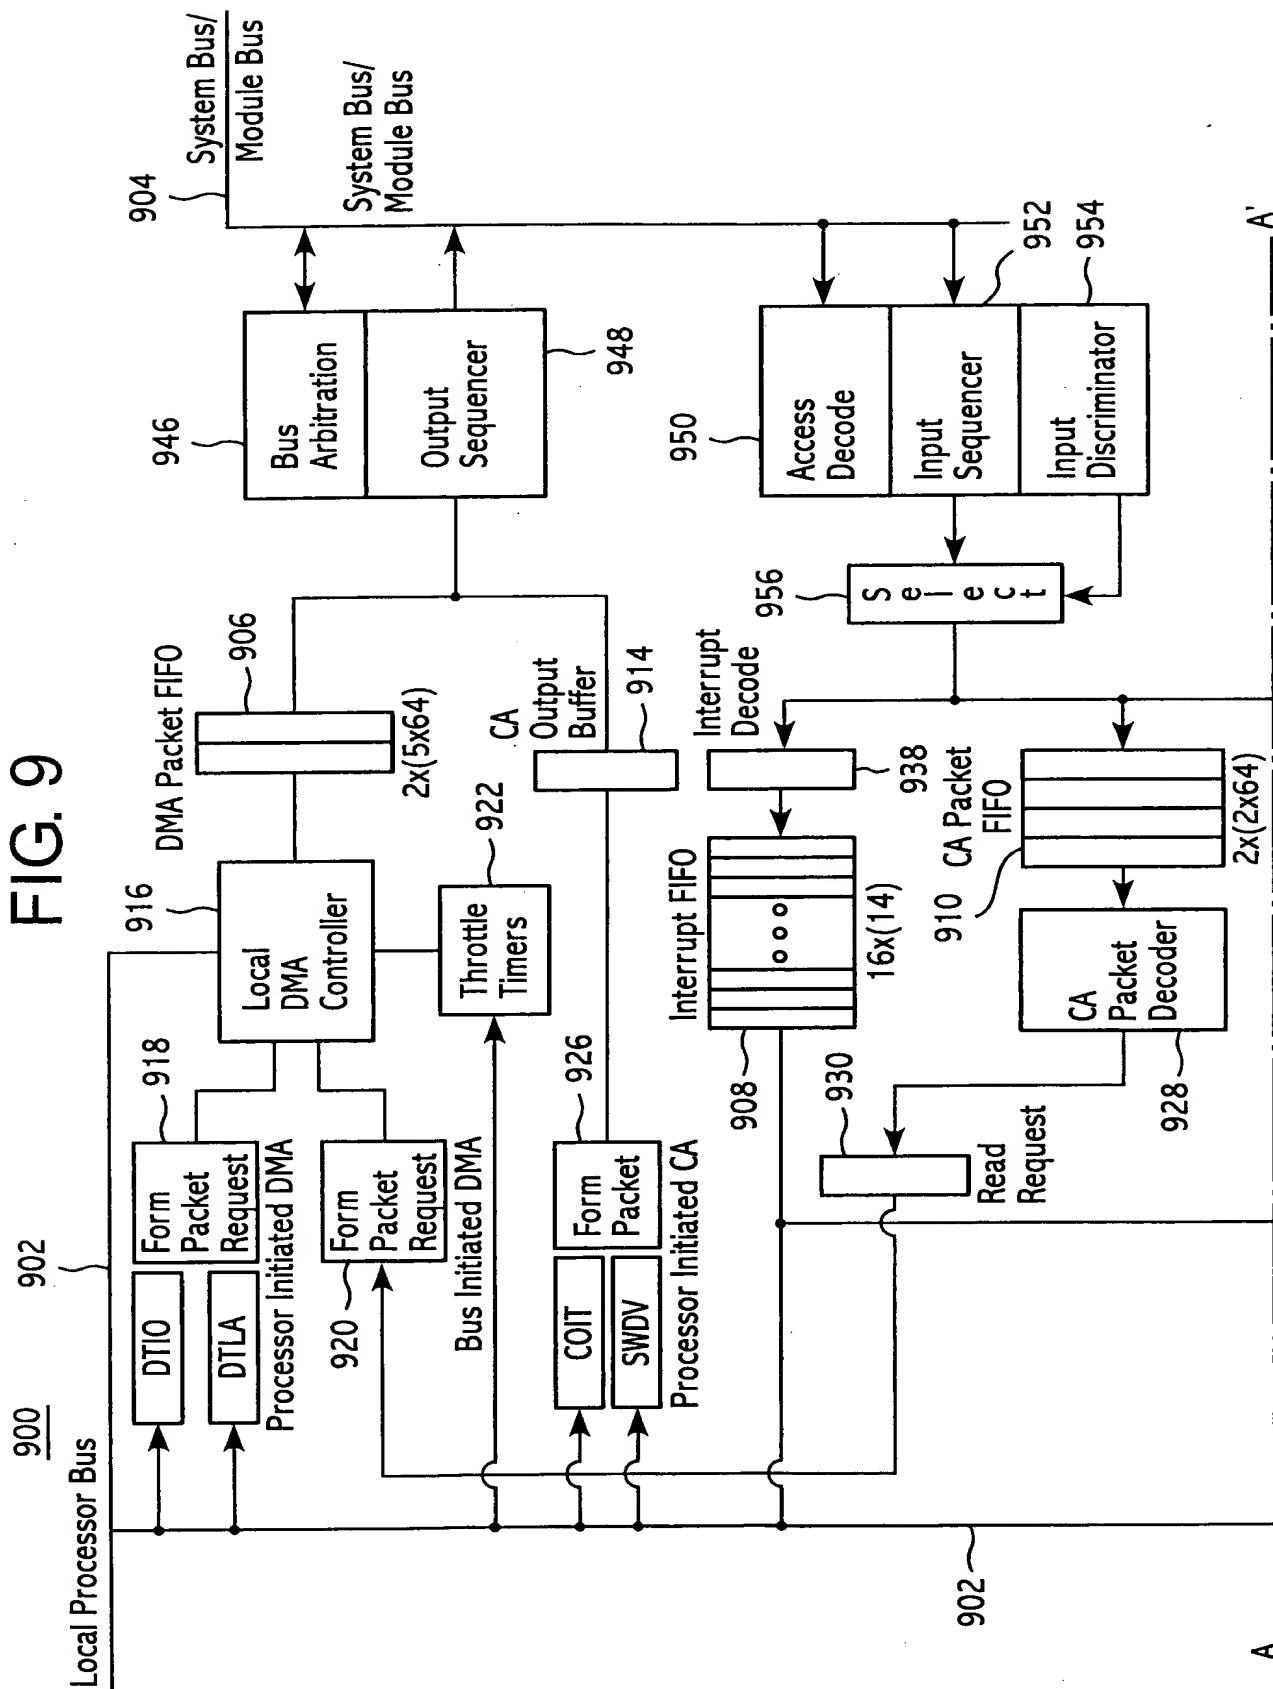 FIG. 9
900
Local Processor Bus
902
904
System Bus/
Module Bus
System Bus/
Module Bus
DTIO
DTLA
Form
Packet
Request
918
Processor Initiated DMA
916
Local
DMA
Controller
DMA Packet FIFO
906
2x(5x64)
946
Bus
Arbitration
Output
Sequencer
948
920
Form
Packet
Request
Bus Initiated DMA
922
Throttle
Timers
COIT
SWDV
Form
Packet
926
Processor Initiated CA
CA
Output
Buffer
914
908
Interrupt FIFO
16x(14)
Interrupt
Decode
938
956
Select
950
Access
Decode
Input
Sequencer
Input
Discriminator
952
954
930
Read
Request
928
CA
Packet
Decoder
910
CA Packet
FIFO
2x(2x64)
902
A
A'